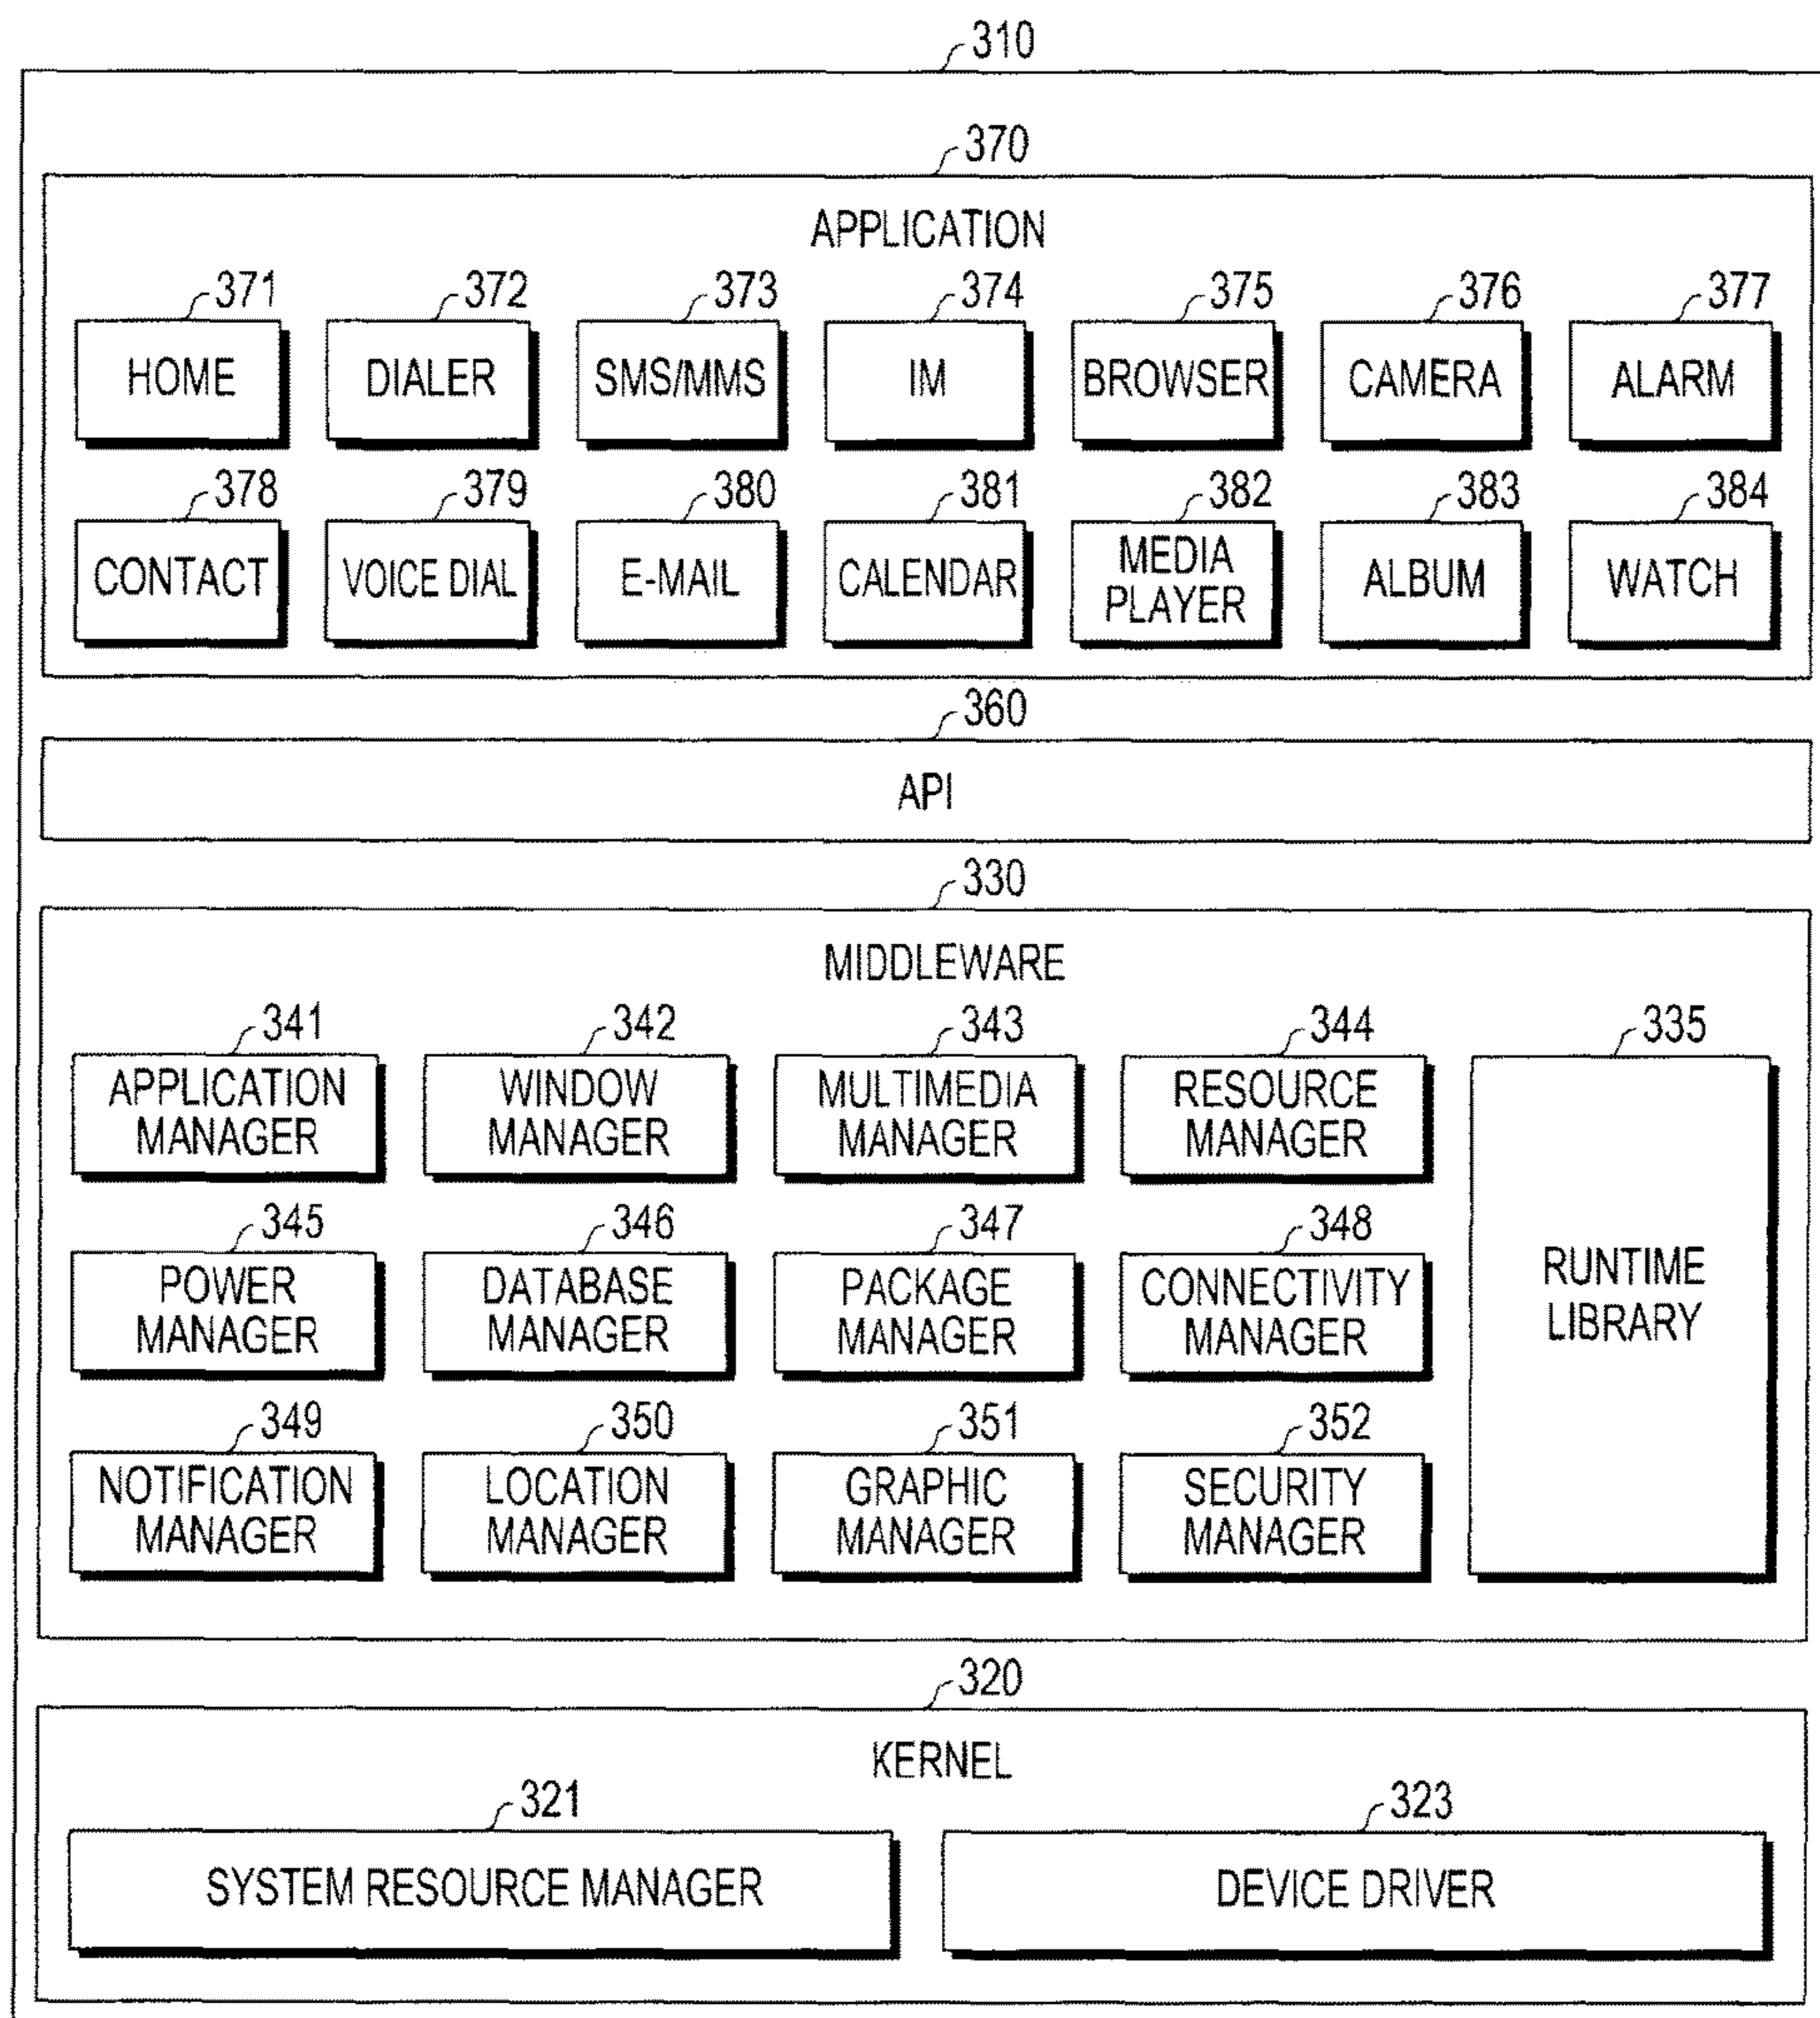 310
370
APPLICATION
371 372 373 374 375 376 377
HOME DIALER SMS/MMS IM BROWSER CAMERA ALARM
378 379 380 381 382 383 384
CONTACT VOICE DIAL E-MAIL CALENDAR MEDIA PLAYER ALBUM WATCH
360
API
330
MIDDLEWARE
341 342 343 344 335
APPLICATION MANAGER WINDOW MANAGER MULTIMEDIA MANAGER RESOURCE MANAGER
345 346 347 348
POWER MANAGER DATABASE MANAGER PACKAGE MANAGER CONNECTIVITY MANAGER RUNTIME LIBRARY
349 350 351 352
NOTIFICATION MANAGER LOCATION MANAGER GRAPHIC MANAGER SECURITY MANAGER
320
KERNEL
321 323
SYSTEM RESOURCE MANAGER DEVICE DRIVER